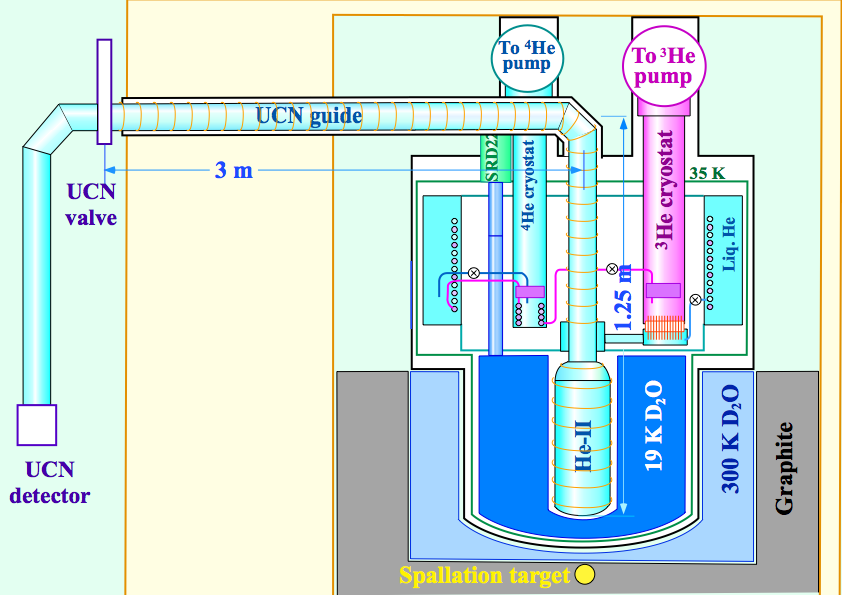 To ⁴He
pump
To ³He
pump
UCN guide
3 m
UCN
valve
SRD22
⁴He cryostat
³He cryostat
35 K
Liq. He
1.25 m
He-II
19 K D₂O
300 K D₂O
Graphite
UCN
detector
Spallation target